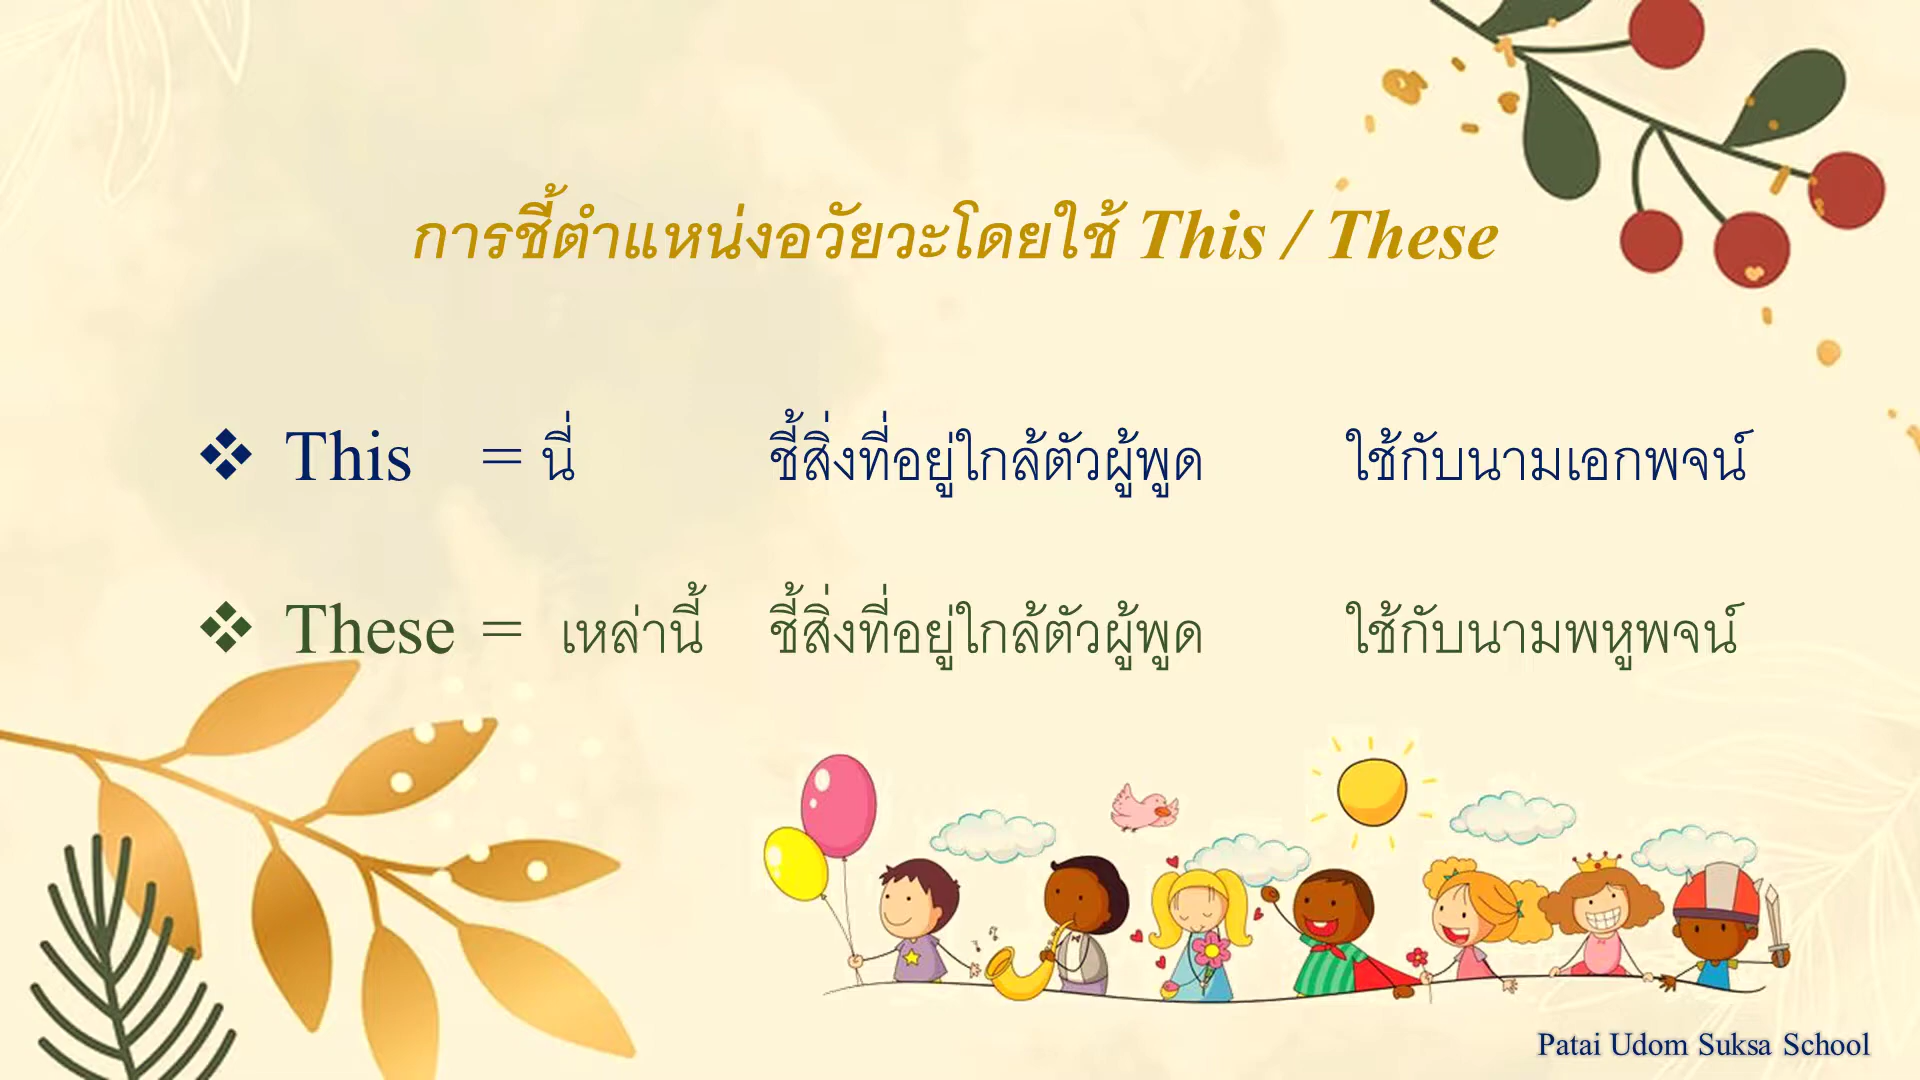 การชี้ตำแหน่งอวัยวะโดยใช้ This / These
❖ This = นี่ ชี้สิ่งที่อยู่ใกล้ตัวผู้พูด ใช้กับนามเอกพจน์
❖ These = เหล่านี้ ชี้สิ่งที่อยู่ใกล้ตัวผู้พูด ใช้กับนามพหูพจน์
Patai Udom Suksa School